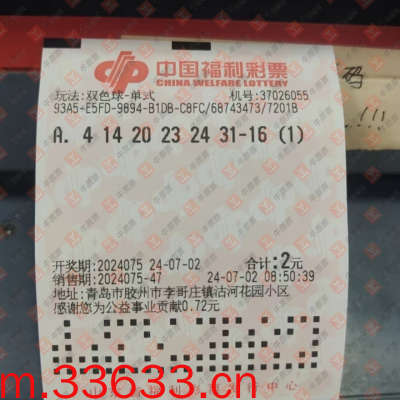 中国福利彩票
CHINA WELFARE LOTTERY
玩法:双色球-单式 机号:37026055
93A5-E5FD-9894-B1DB-C8FC/68743473/7201B
A. 4 14 20 23 24 31-16 (1)
开奖期:2024075 24-07-02 合计:2元
销售期:2024075-47 24-07-02 08:50:39
地址:青岛市胶州市李哥庄镇沽河花园小区
感谢您为公益事业贡献0.72元
m.33633.cn
码
!!!